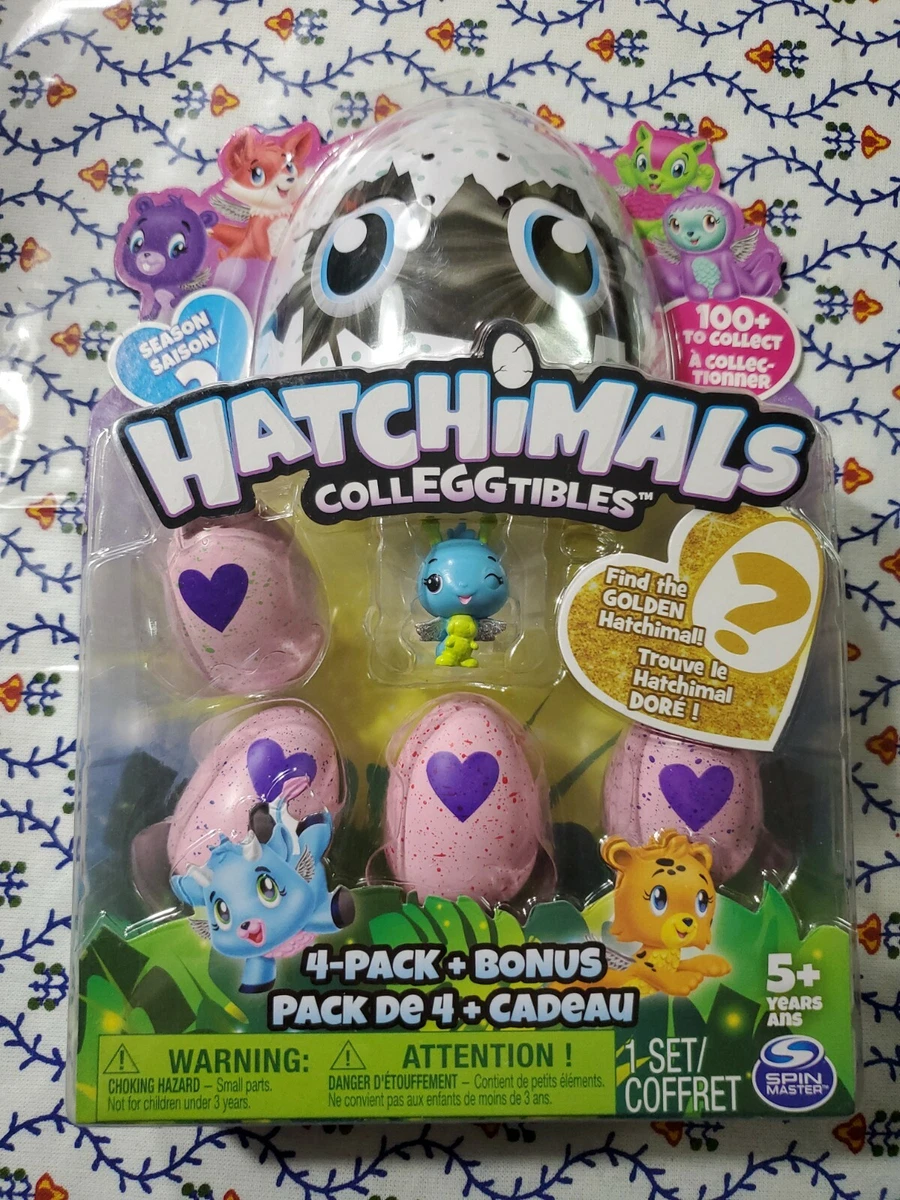 SEASON
SAISON
100+
TO COLLECT
À COLLEC-
TIONNER
HATCHiMALS
COLLEGGTIBLES™
Find the
GOLDEN
Hatchimal!
Trouve le
Hatchimal
DORÉ !
?
4-PACK + BONUS
PACK DE 4 + CADEAU
5+
YEARS
ANS
WARNING:
CHOKING HAZARD – Small parts.
Not for children under 3 years.
ATTENTION !
DANGER D'ÉTOUFFEMENT – Contient de petits éléments.
Ne convient pas aux enfants de moins de 3 ans.
1 SET/
COFFRET
SPIN
MASTER™